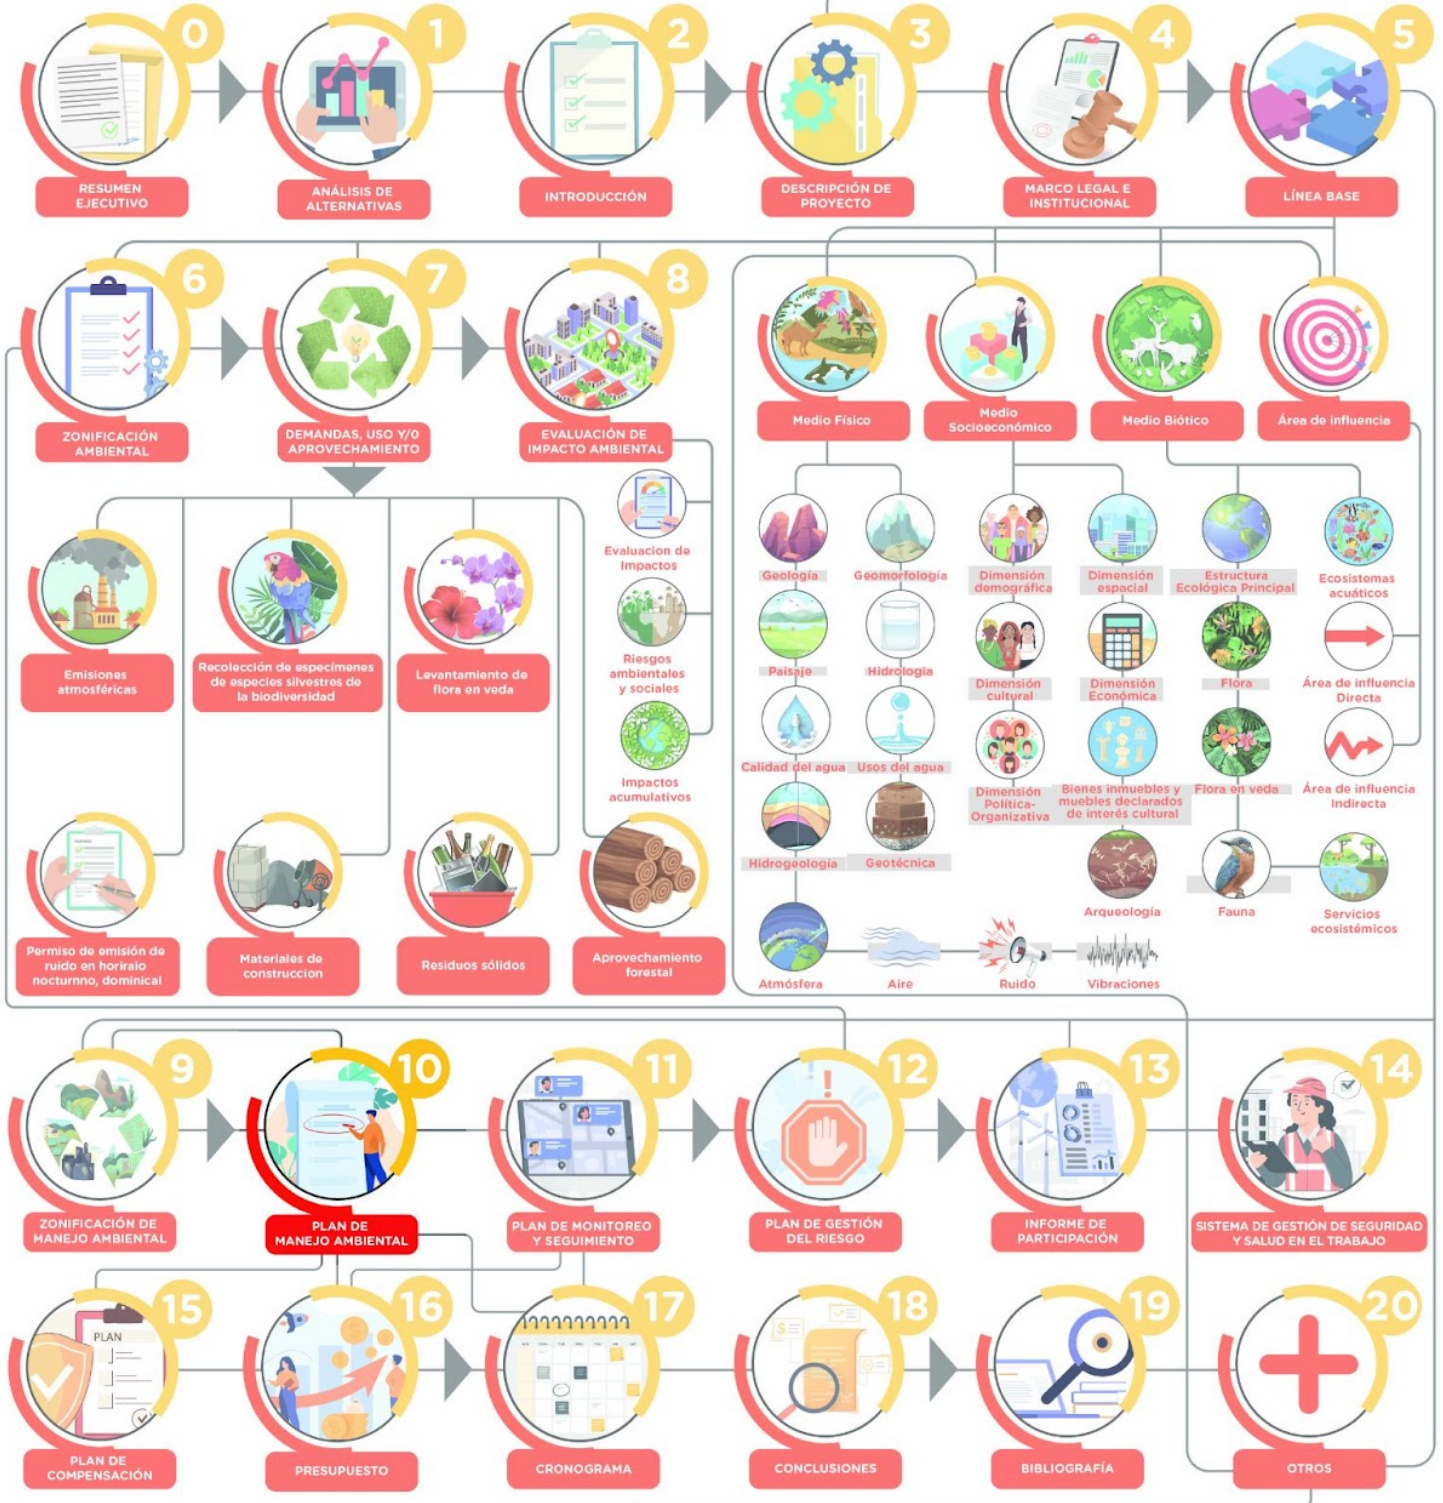 0
1
2
3
4
5
RESUMEN
EJECUTIVO
ANÁLISIS DE
ALTERNATIVAS
INTRODUCCIÓN
DESCRIPCIÓN DE
PROYECTO
MARCO LEGAL E
INSTITUCIONAL
LÍNEA BASE
6
7
8
ZONIFICACIÓN
AMBIENTAL
DEMANDAS, USO Y/O
APROVECHAMIENTO
EVALUACIÓN DE
IMPACTO AMBIENTAL
Medio Físico
Medio
Socioeconómico
Medio Biótico
Área de influencia
Evaluacion de
Impactos
Riesgos
ambientales
y sociales
Impactos
acumulativos
Emisiones
atmosféricas
Recolección de especímenes
de especies silvestres de
la biodiversidad
Levantamiento de
flora en veda
Permiso de emisión de
ruido en horiraio
nocturnno, dominical
Materiales de
construccion
Residuos sólidos
Aprovechamiento
forestal
Geología
Geomorfología
Dimensión
demográfica
Dimensión
espacial
Estructura
Ecológica Principal
Ecosistemas
acuáticos
Paisaje
Hidrología
Dimensión
cultural
Dimensión
Económica
Flora
Área de influencia
Directa
Calidad del agua
Usos del agua
Dimensión
Política-
Organizativa
Bienes inmuebles y
muebles declarados
de interés cultural
Flora en veda
Área de influencia
Indirecta
Hidrogeología
Geotécnica
Arqueología
Fauna
Servicios
ecosistémicos
Atmósfera
Aire
Ruido
Vibraciones
9
10
11
12
13
14
ZONIFICACIÓN DE
MANEJO AMBIENTAL
PLAN DE
MANEJO AMBIENTAL
PLAN DE MONITOREO
Y SEGUIMIENTO
PLAN DE GESTIÓN
DEL RIESGO
INFORME DE
PARTICIPACIÓN
SISTEMA DE GESTIÓN DE SEGURIDAD
Y SALUD EN EL TRABAJO
15
16
17
18
19
20
PLAN
PLAN DE
COMPENSACIÓN
PRESUPUESTO
CRONOGRAMA
CONCLUSIONES
BIBLIOGRAFÍA
OTROS